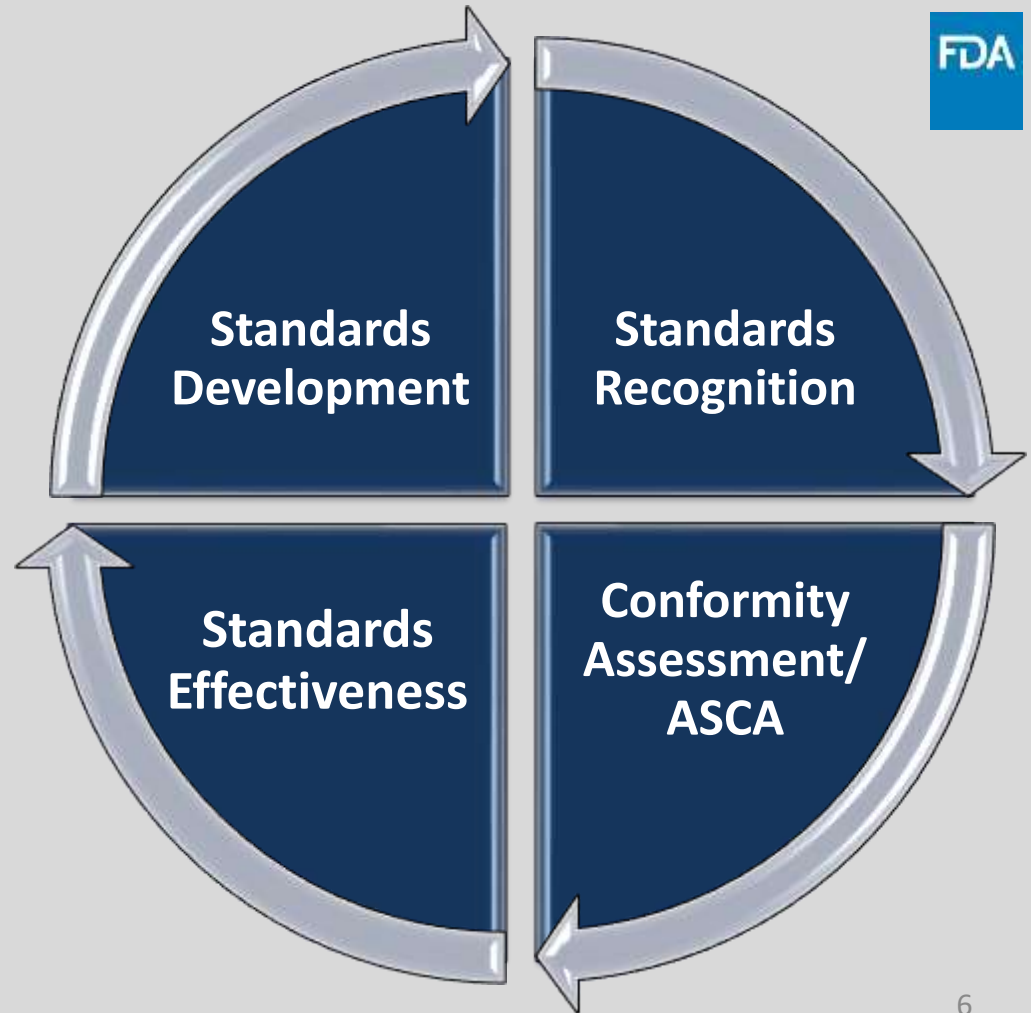 FDA
Standards
Development
Standards
Recognition
Standards
Effectiveness
Conformity
Assessment/
ASCA
6